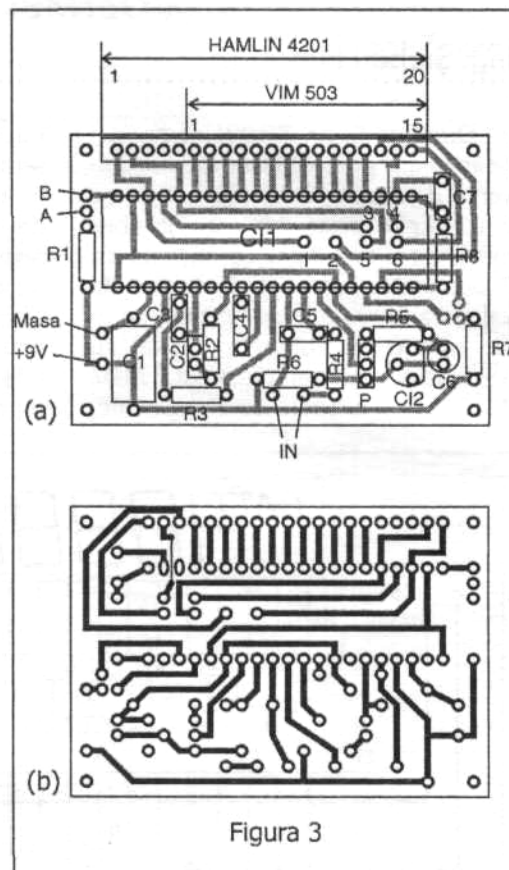 HAMLIN 4201
1 20
VIM 503
1 15
B
A
C7
3 4
CI1
1 2 5 6
R1
R8
Masa
+9V
C3
C2
R2
C4
C5
R5
R7
C1
R6
R4
C6
(a)
R3
P
CI2
IN
(b)
Figura 3